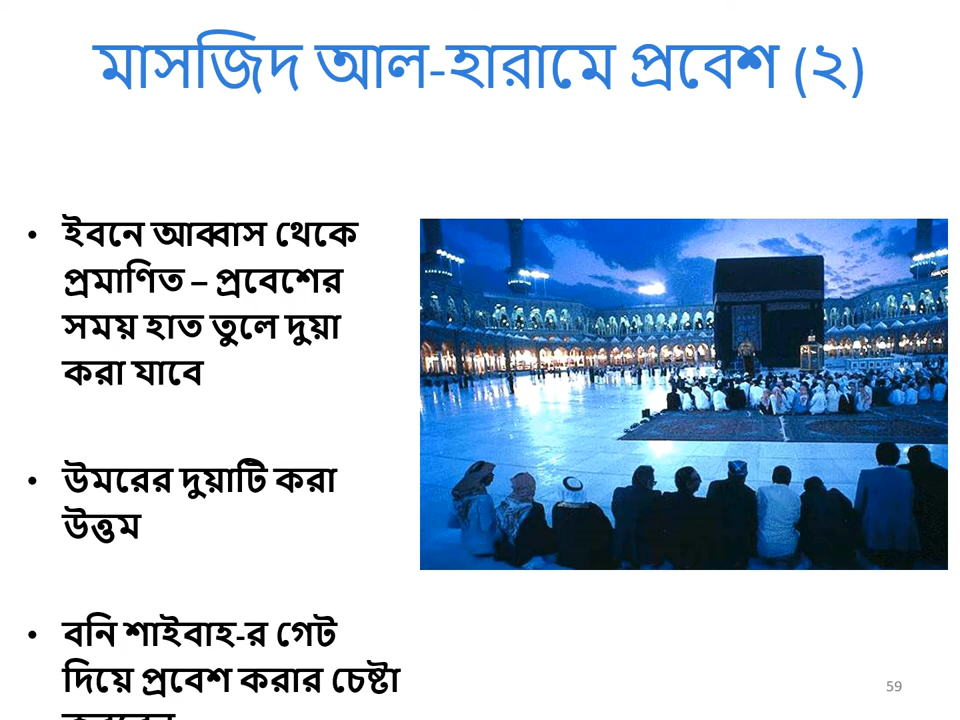 মাসজিদ আল-হারামে প্রবেশ (২)
• ইবনে আব্বাস থেকে
প্রমাণিত – প্রবেশের
সময় হাত তুলে দুয়া
করা যাবে
• উমরের দুয়াটি করা
উত্তম
• বনি শাইবাহ-র গেট
দিয়ে প্রবেশ করার চেষ্টা
59